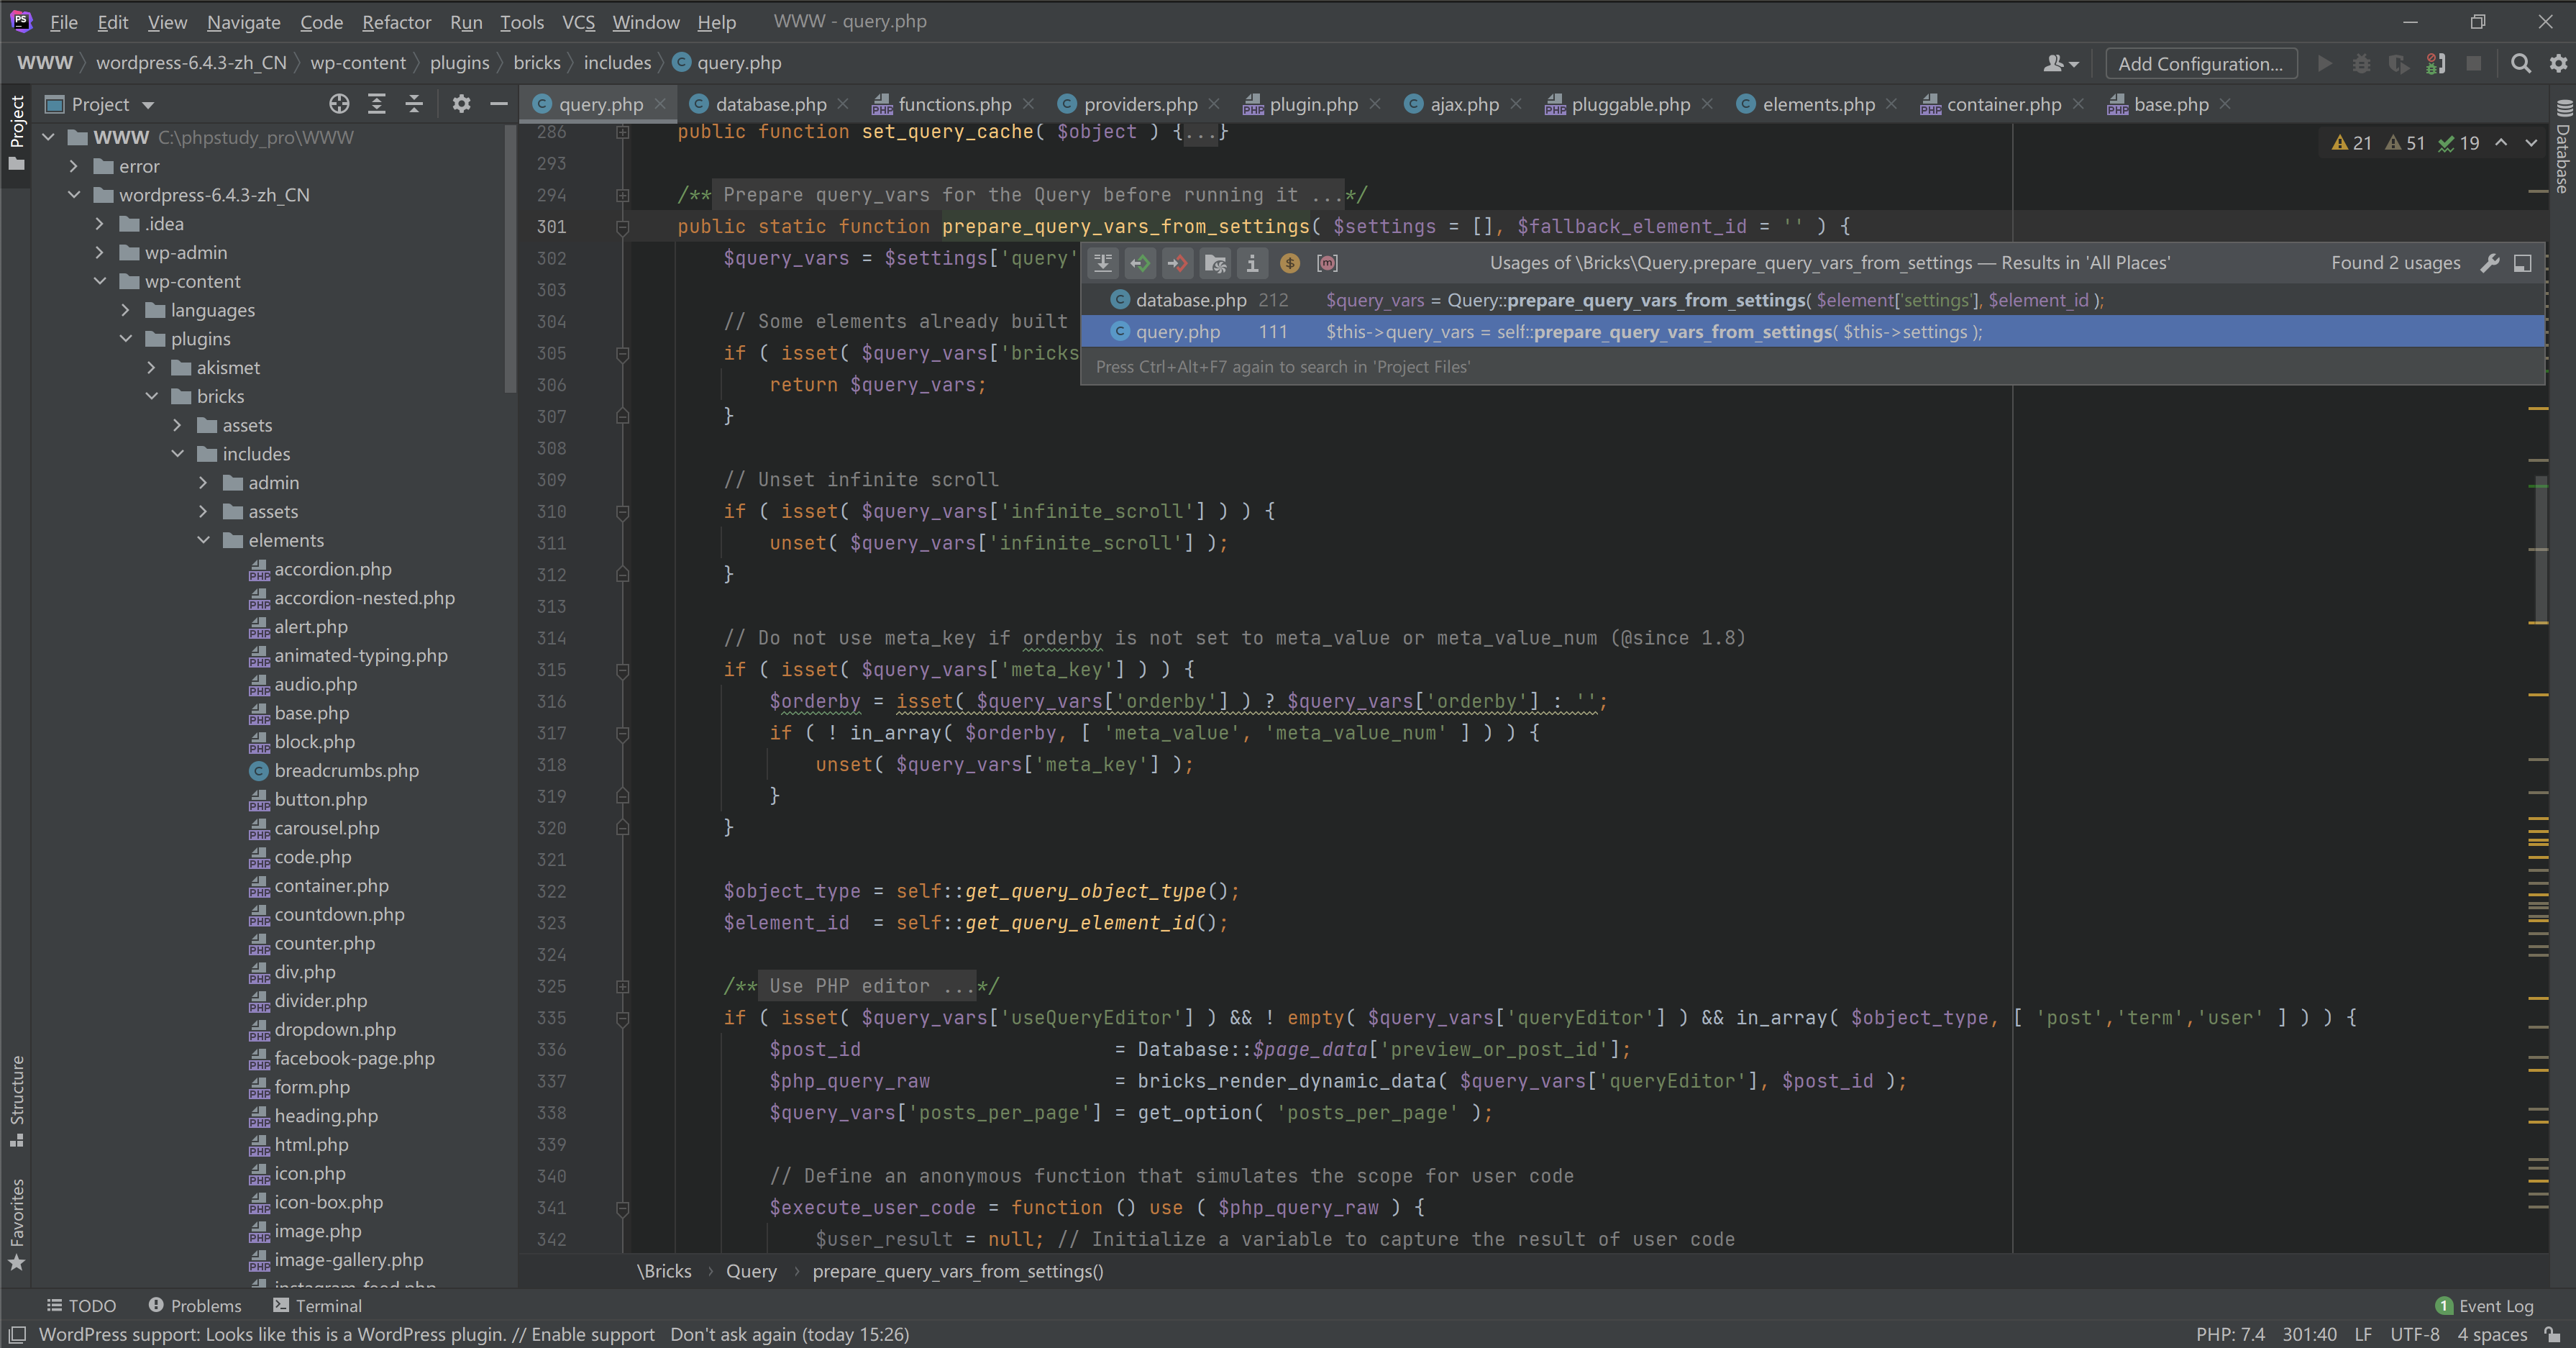 File Edit View Navigate Code Refactor Run Tools VCS Window Help WWW - query.php
WWW wordpress-6.4.3-zh_CN wp-content plugins bricks includes query.php Add Configuration...
Project
query.php database.php functions.php providers.php plugin.php ajax.php pluggable.php elements.php container.php base.php
Project
Structure
Favorites
WWW C:\phpstudy_pro\WWW
error
wordpress-6.4.3-zh_CN
.idea
wp-admin
wp-content
languages
plugins
akismet
bricks
assets
includes
admin
assets
elements
accordion.php
accordion-nested.php
alert.php
animated-typing.php
audio.php
base.php
block.php
breadcrumbs.php
button.php
carousel.php
code.php
container.php
countdown.php
counter.php
div.php
divider.php
dropdown.php
facebook-page.php
form.php
heading.php
html.php
icon.php
icon-box.php
image.php
image-gallery.php
instagram-feed.php
286 public function set_query_cache( $object ) {...}
293
294 /** Prepare query_vars for the Query before running it ...*/
301 public static function prepare_query_vars_from_settings( $settings = [], $fallback_element_id = '' ) {
302 $query_vars = $settings['query'
303
304 // Some elements already built
305 if ( isset( $query_vars['bricks
306 return $query_vars;
307 }
308
309 // Unset infinite scroll
310 if ( isset( $query_vars['infinite_scroll'] ) ) {
311 unset( $query_vars['infinite_scroll'] );
312 }
313
314 // Do not use meta_key if orderby is not set to meta_value or meta_value_num (@since 1.8)
315 if ( isset( $query_vars['meta_key'] ) ) {
316 $orderby = isset( $query_vars['orderby'] ) ? $query_vars['orderby'] : '';
317 if ( ! in_array( $orderby, [ 'meta_value', 'meta_value_num' ] ) ) {
318 unset( $query_vars['meta_key'] );
319 }
320 }
321
322 $object_type = self::get_query_object_type();
323 $element_id = self::get_query_element_id();
324
325 /** Use PHP editor ...*/
335 if ( isset( $query_vars['useQueryEditor'] ) && ! empty( $query_vars['queryEditor'] ) && in_array( $object_type, [ 'post','term','user' ] ) ) {
336 $post_id = Database::$page_data['preview_or_post_id'];
337 $php_query_raw = bricks_render_dynamic_data( $query_vars['queryEditor'], $post_id );
338 $query_vars['posts_per_page'] = get_option( 'posts_per_page' );
339
340 // Define an anonymous function that simulates the scope for user code
341 $execute_user_code = function () use ( $php_query_raw ) {
342 $user_result = null; // Initialize a variable to capture the result of user code
21 51 19
Usages of \Bricks\Query.prepare_query_vars_from_settings — Results in 'All Places' Found 2 usages
database.php 212 $query_vars = Query::prepare_query_vars_from_settings( $element['settings'], $element_id );
query.php 111 $this->query_vars = self::prepare_query_vars_from_settings( $this->settings );
Press Ctrl+Alt+F7 again to search in 'Project Files'
Database
\Bricks Query prepare_query_vars_from_settings()
TODO Problems Terminal 1 Event Log
WordPress support: Looks like this is a WordPress plugin. // Enable support Don't ask again (today 15:26) PHP: 7.4 301:40 LF UTF-8 4 spaces